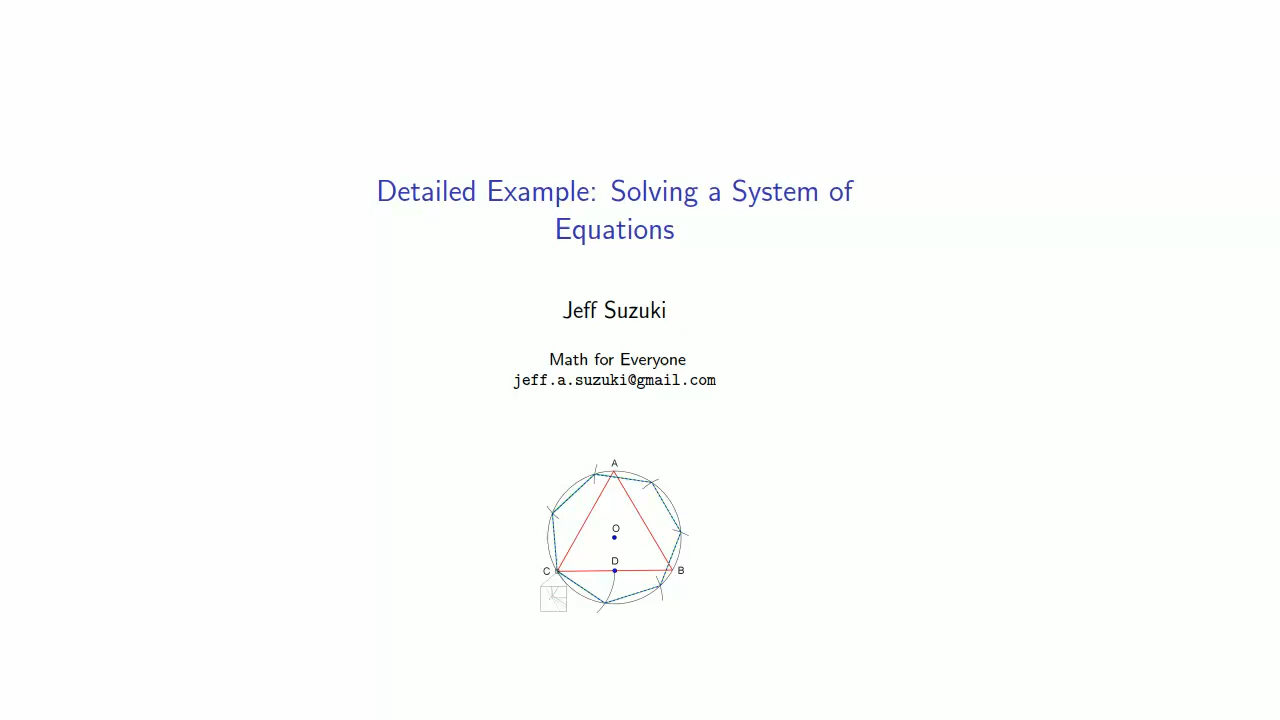 Detailed Example: Solving a System of
Equations
Jeff Suzuki
Math for Everyone
jeff.a.suzuki@gmail.com
A
O
D
C
B